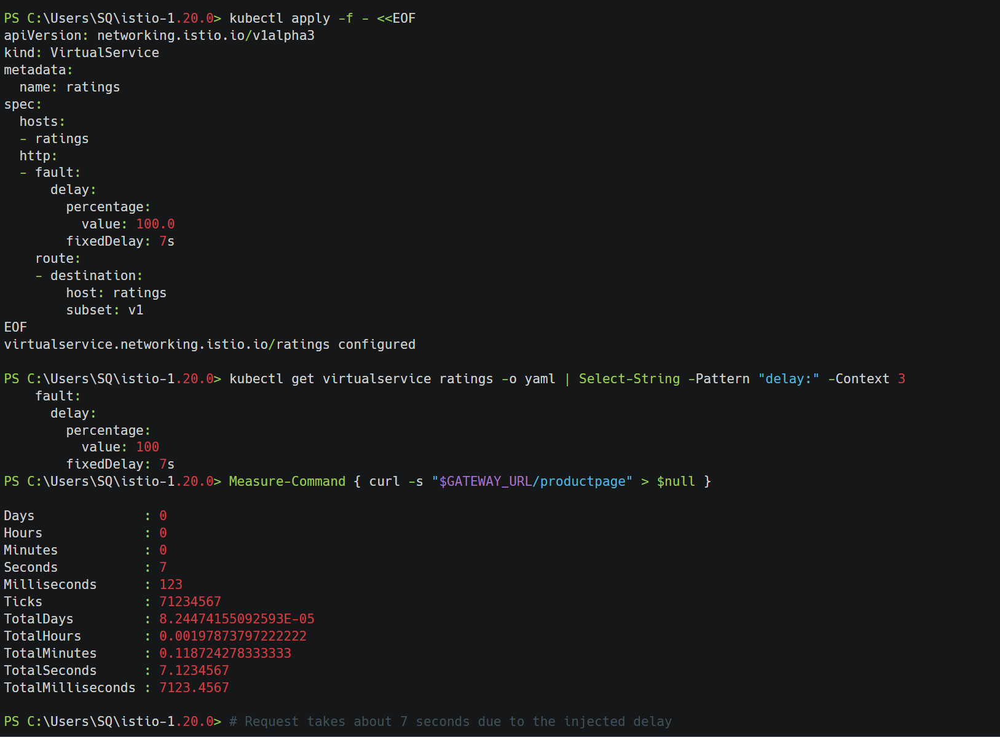 PS C:\Users\SQ\istio-1.20.0> kubectl apply -f - <<EOF
apiVersion: networking.istio.io/v1alpha3
kind: VirtualService
metadata:
  name: ratings
spec:
  hosts:
  - ratings
  http:
  - fault:
      delay:
        percentage:
          value: 100.0
        fixedDelay: 7s
    route:
    - destination:
        host: ratings
        subset: v1
EOF
virtualservice.networking.istio.io/ratings configured

PS C:\Users\SQ\istio-1.20.0> kubectl get virtualservice ratings -o yaml | Select-String -Pattern "delay:" -Context 3
    fault:
      delay:
        percentage:
          value: 100
        fixedDelay: 7s
PS C:\Users\SQ\istio-1.20.0> Measure-Command { curl -s "$GATEWAY_URL/productpage" > $null }

Days              : 0
Hours             : 0
Minutes           : 0
Seconds           : 7
Milliseconds      : 123
Ticks             : 71234567
TotalDays         : 8.24474155092593E-05
TotalHours        : 0.00197873797222222
TotalMinutes      : 0.118724278333333
TotalSeconds      : 7.1234567
TotalMilliseconds : 7123.4567

PS C:\Users\SQ\istio-1.20.0> # Request takes about 7 seconds due to the injected delay